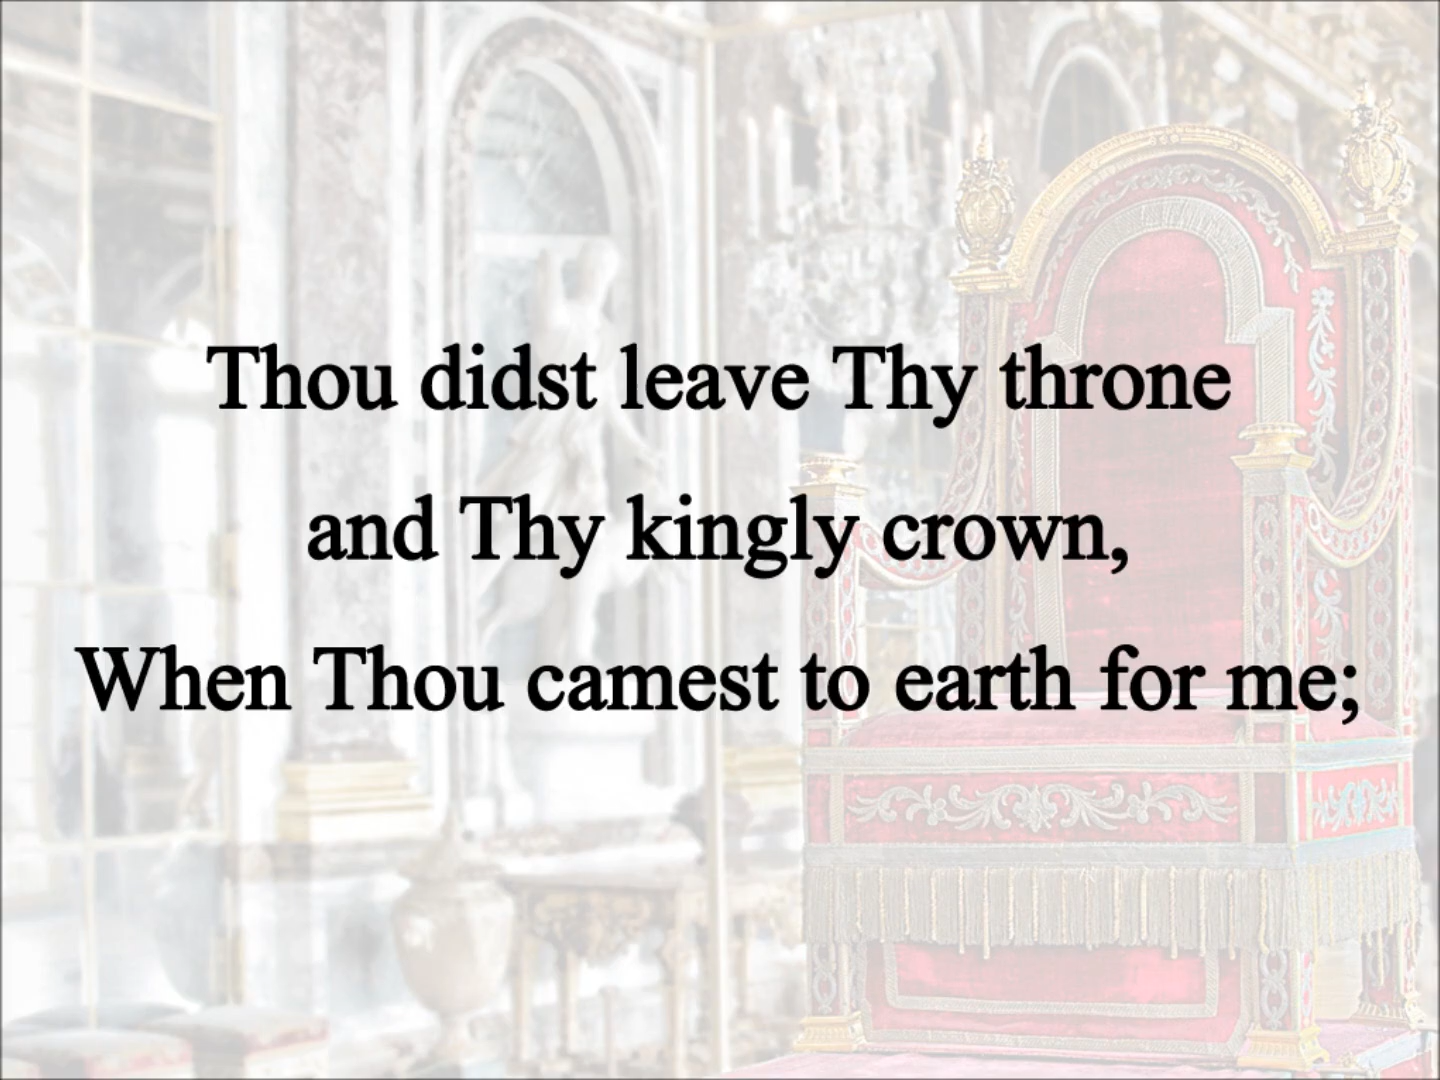 Thou didst leave Thy throne
and Thy kingly crown,
When Thou camest to earth for me;